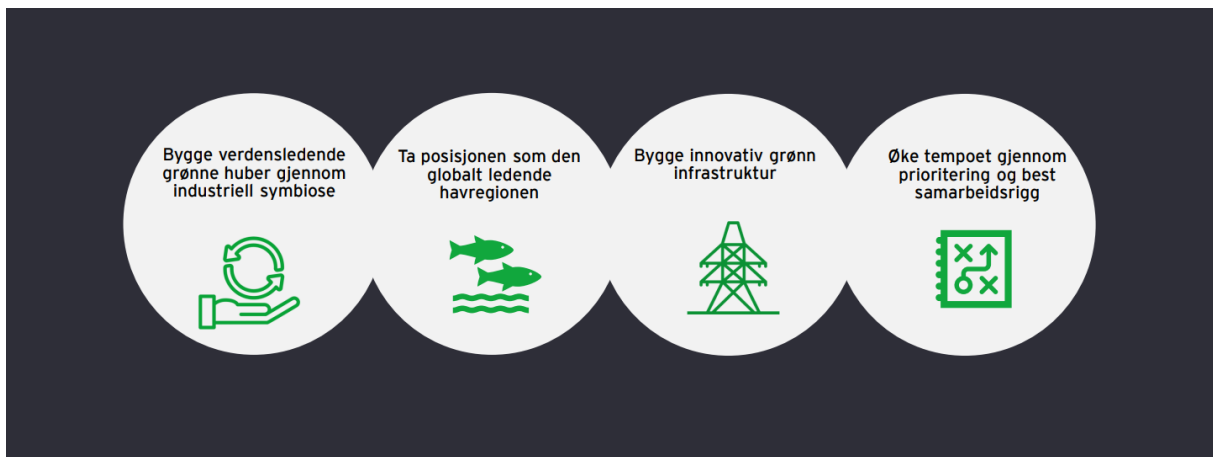 Bygge verdensledende
grønne huber gjennom
industriell symbiose
Ta posisjonen som den
globalt ledende
havregionen
Bygge innovativ grønn
infrastruktur
Øke tempoet gjennom
prioritering og best
samarbeidsrigg